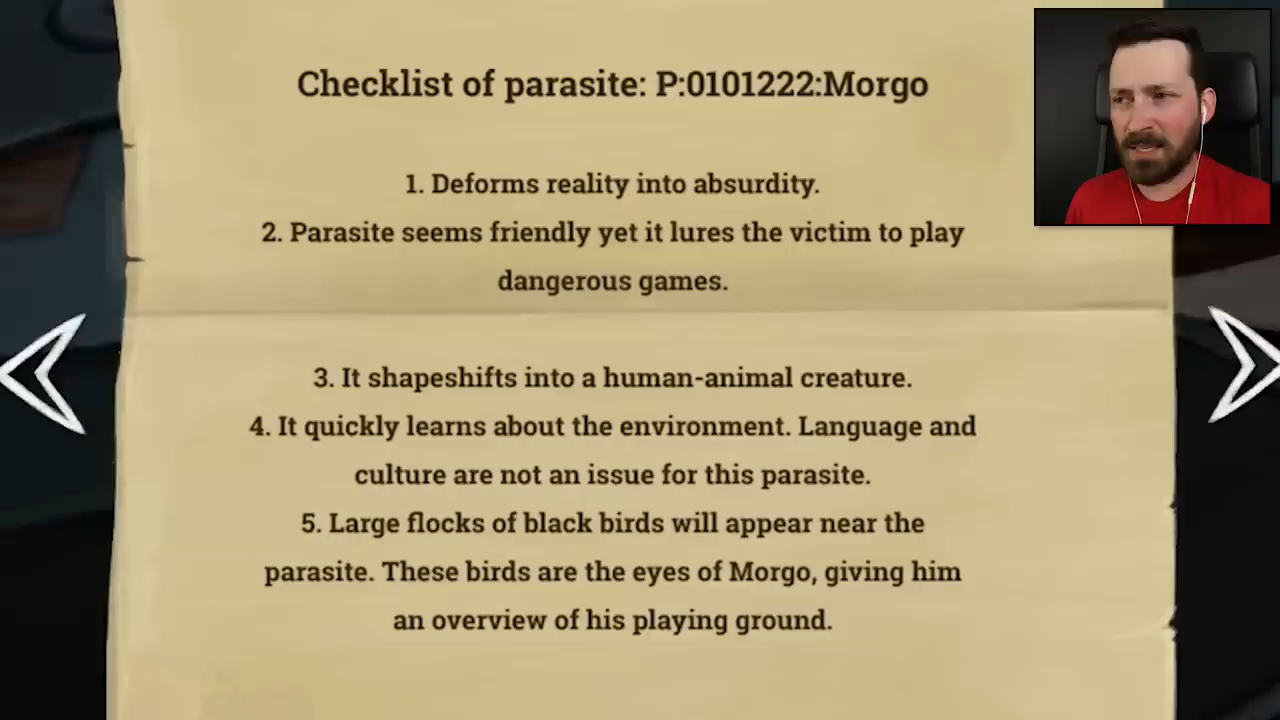 Checklist of parasite: P:0101222:Morgo
1. Deforms reality into absurdity.
2. Parasite seems friendly yet it lures the victim to play
dangerous games.
3. It shapeshifts into a human-animal creature.
4. It quickly learns about the environment. Language and
culture are not an issue for this parasite.
5. Large flocks of black birds will appear near the
parasite. These birds are the eyes of Morgo, giving him
an overview of his playing ground.